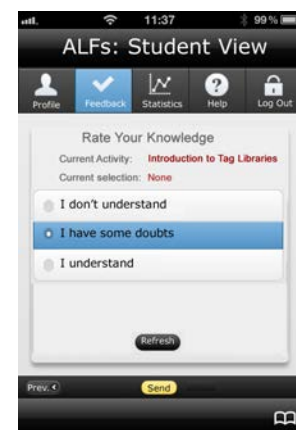 11:37 99%
ALFs: Student View
Profile Feedback Statistics Help Log Out
Rate Your Knowledge
Current Activity: Introduction to Tag Libraries
Current selection: None
I don't understand
I have some doubts
I understand
Refresh
Prev. Send